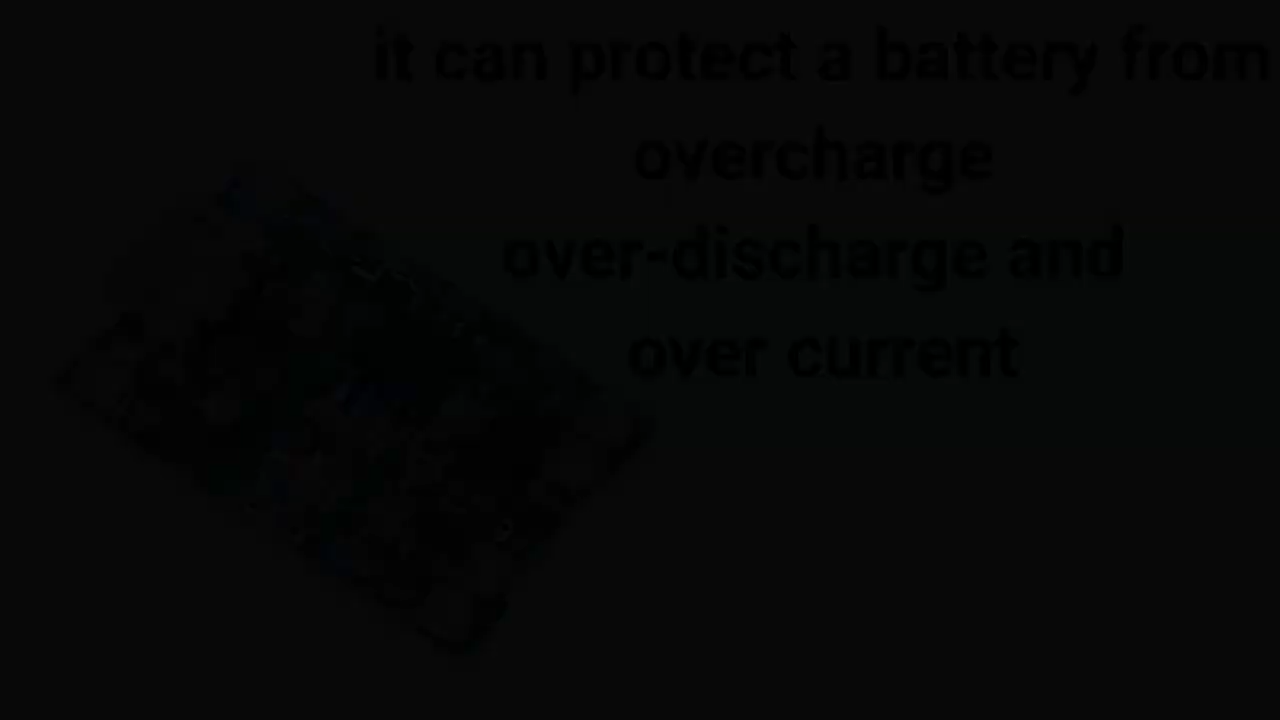 it can protect a battery from
overcharge
over-discharge and
over current